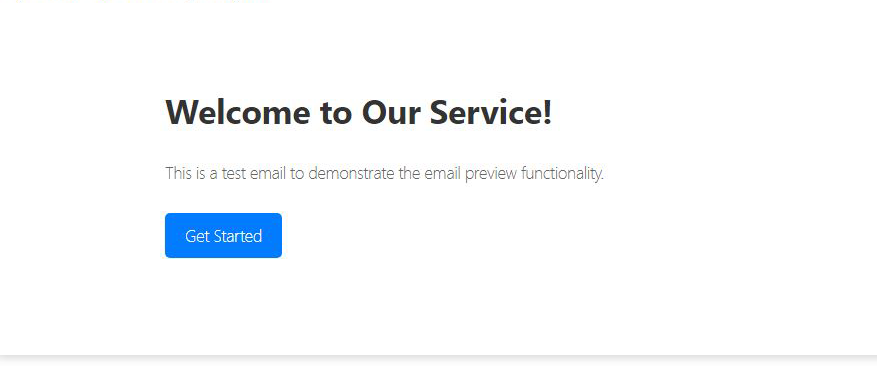 Welcome to Our Service!
This is a test email to demonstrate the email preview functionality.
Get Started